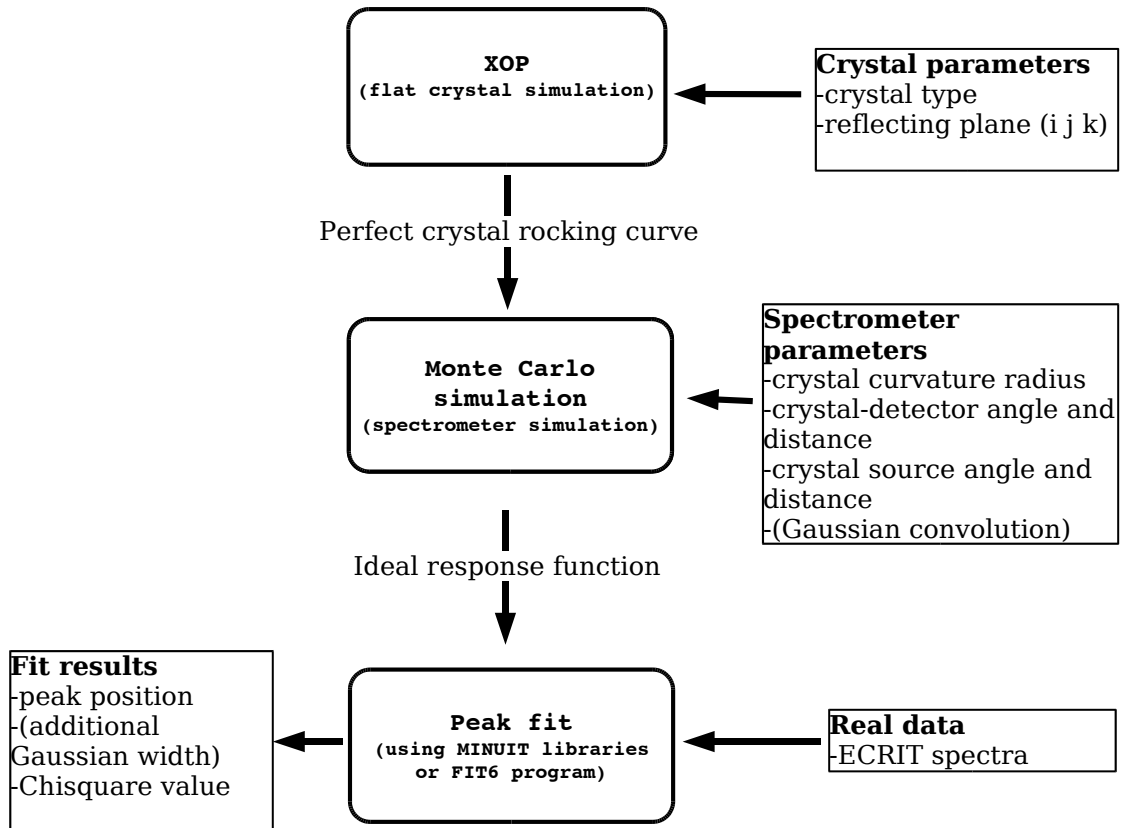 XOP
(flat crystal simulation)
Crystal parameters
-crystal type
-reflecting plane (i j k)
Perfect crystal rocking curve
Monte Carlo
simulation
(spectrometer simulation)
Spectrometer
parameters
-crystal curvature radius
-crystal-detector angle and
distance
-crystal source angle and
distance
-(Gaussian convolution)
Ideal response function
Fit results
-peak position
-(additional
Gaussian width)
-Chisquare value
Peak fit
(using MINUIT libraries
or FIT6 program)
Real data
-ECRIT spectra